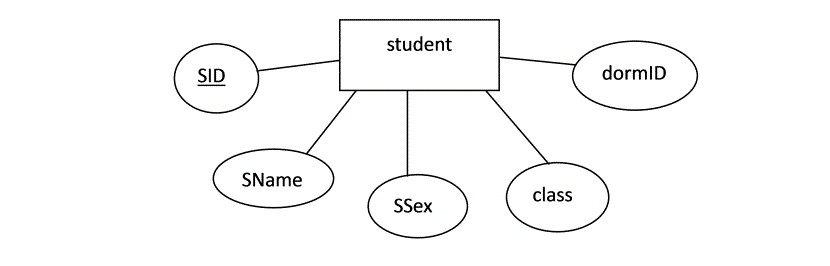 student
SID
dormID
SName
SSex
class